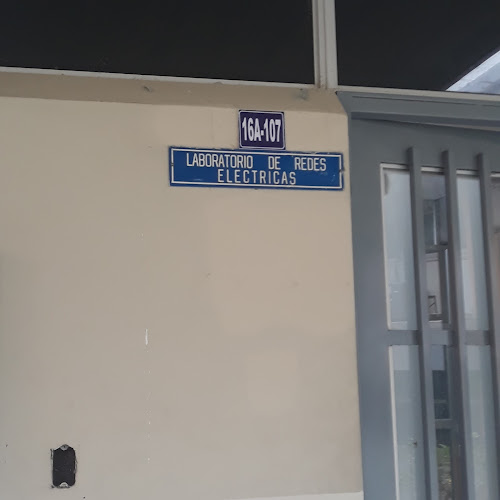 16A-107
LABORATORIO DE REDES
ELECTRICAS